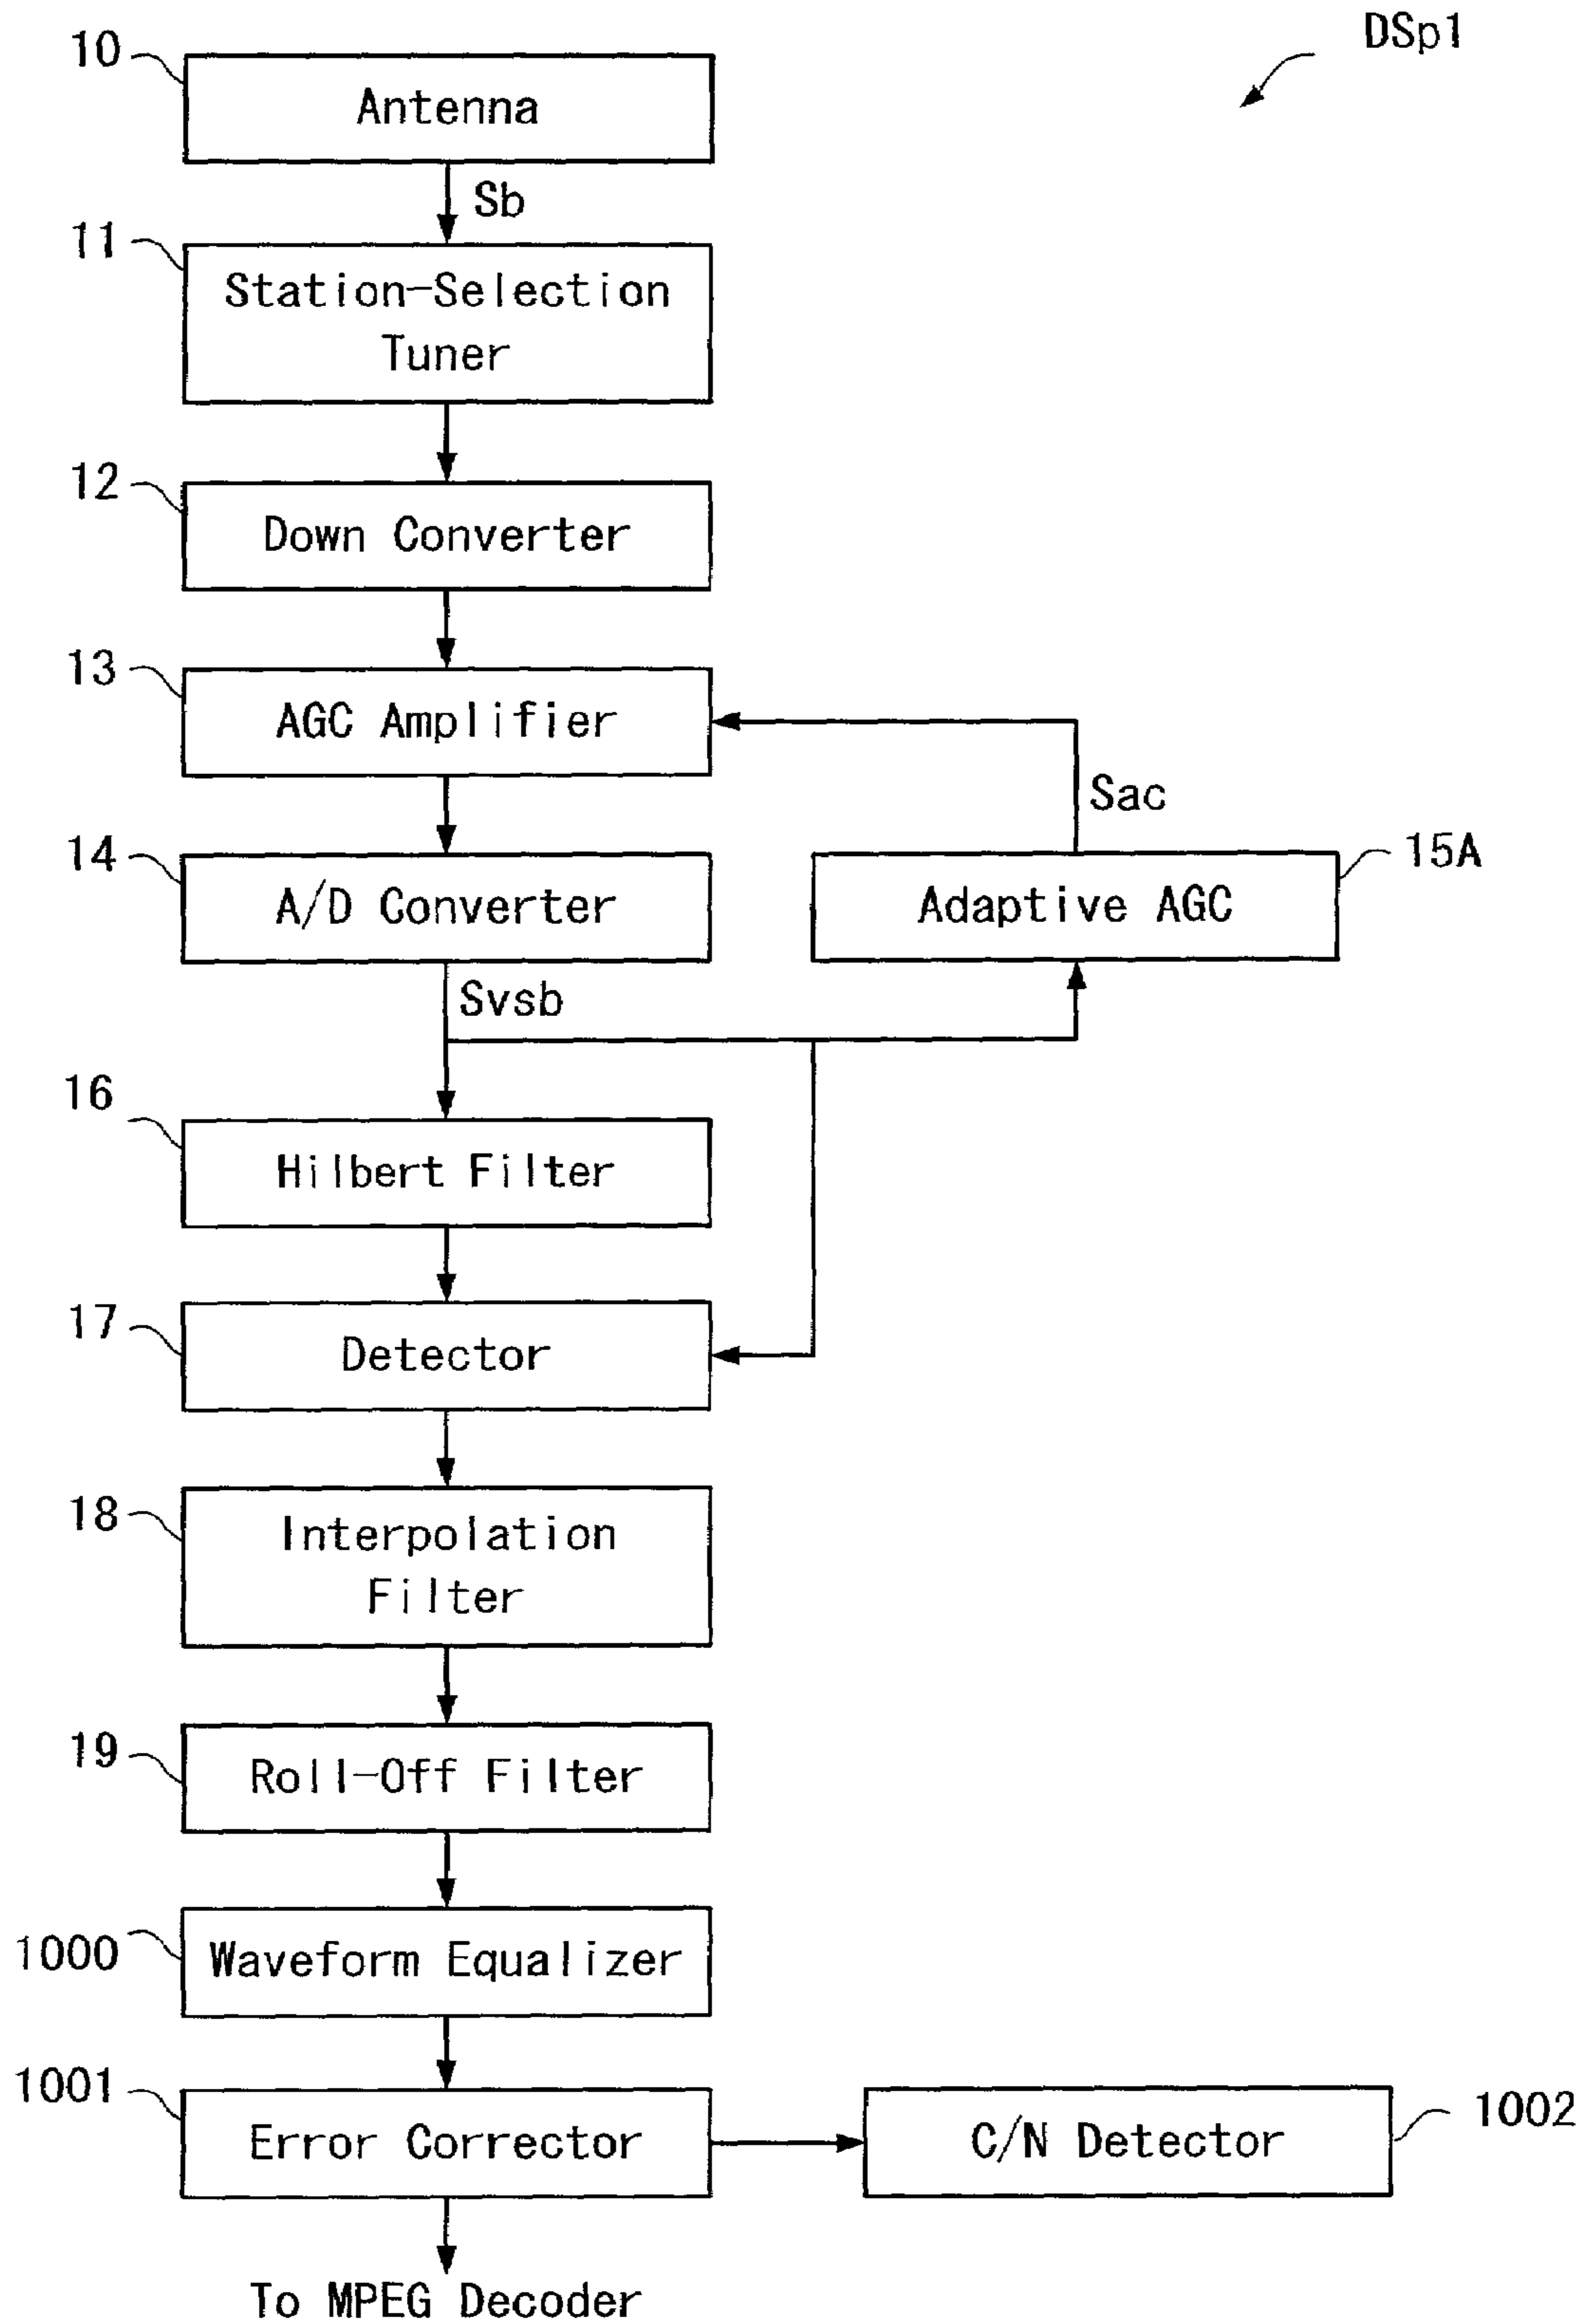 DSp1
10
Antenna
Sb
11
Station-Selection
Tuner
12
Down Converter
13
AGC Amplifier
Sac
14
A/D Converter
15A
Adaptive AGC
Svsb
16
Hilbert Filter
17
Detector
18
Interpolation
Filter
19
Roll-Off Filter
1000
Waveform Equalizer
1001
Error Corrector
C/N Detector
1002
To MPEG Decoder